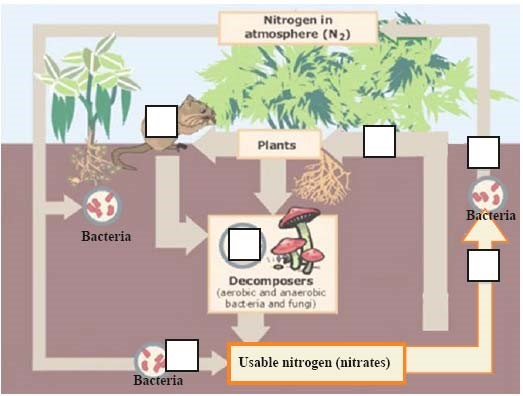 Nitrogen in
atmosphere (N₂)
Plants
Bacteria
Bacteria
Decomposers
(aerobic and anaerobic
bacteria and fungi)
Usable nitrogen (nitrates)
Bacteria